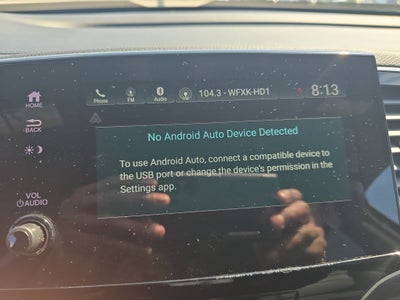 104.3 - WFXK-HD1
8:13
Phone
FM
Audio
HOME
BACK
No Android Auto Device Detected
To use Android Auto, connect a compatible device to
the USB port or change the device's permission in the
Settings app.
VOL
AUDIO